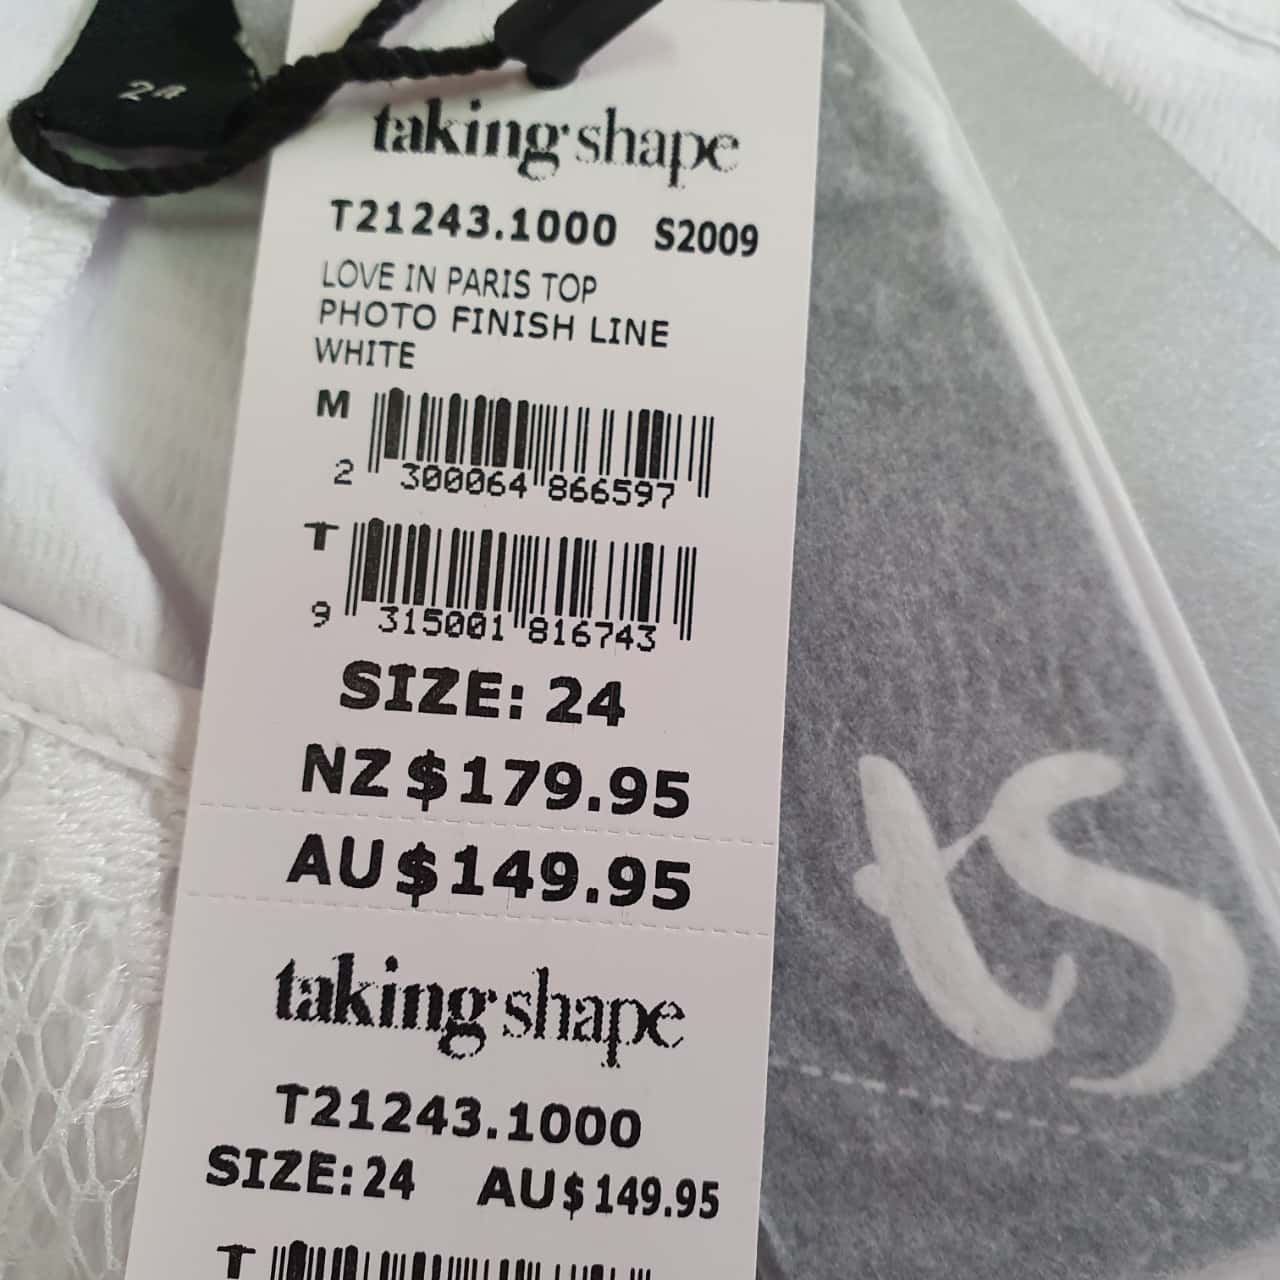 24
taking shape
T21243.1000 S2009
LOVE IN PARIS TOP
PHOTO FINISH LINE
WHITE
M
2 300064 866597
T
9 315001 816743
SIZE: 24
NZ $179.95
AU $149.95
taking shape
T21243.1000
SIZE: 24 AU $149.95
T
ts